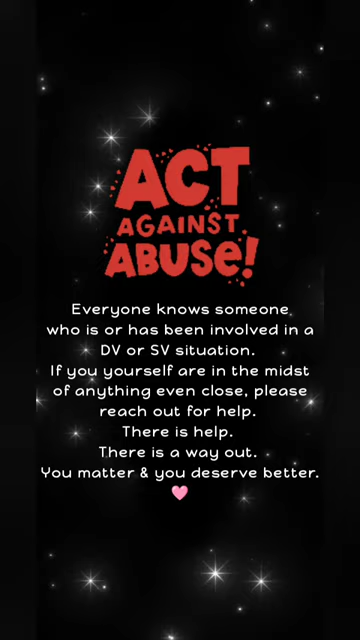 ACT
AGAINST
ABUSE!
Everyone knows someone
who is or has been involved in a
DV or SV situation.
If you yourself are in the midst
of anything even close, please
reach out for help.
There is help.
There is a way out.
You matter & you deserve better.
🩷